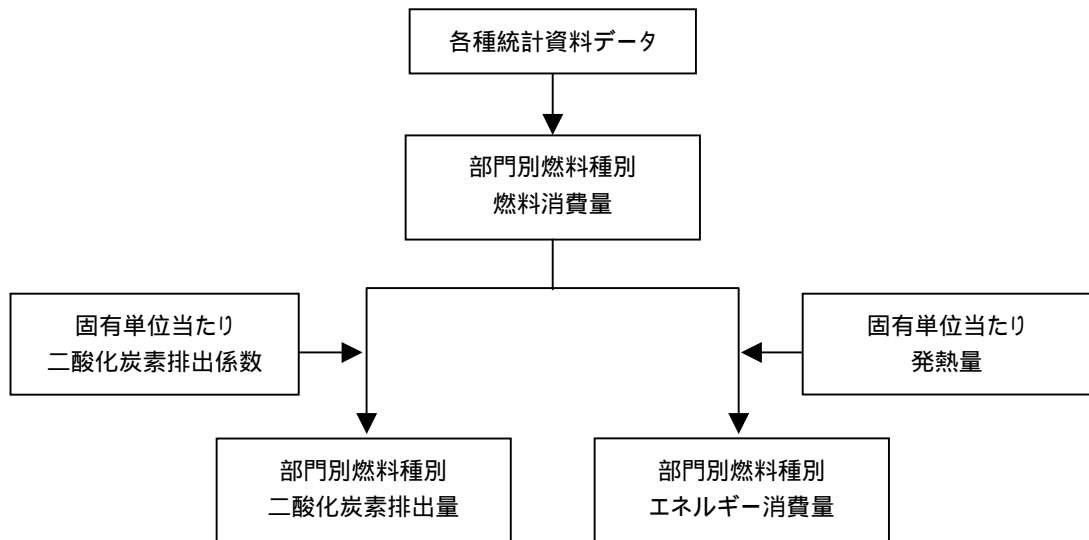 各種統計資料データ
部門別燃料種別
燃料消費量
固有単位当たり
二酸化炭素排出係数
固有単位当たり
発熱量
部門別燃料種別
二酸化炭素排出量
部門別燃料種別
エネルギー消費量